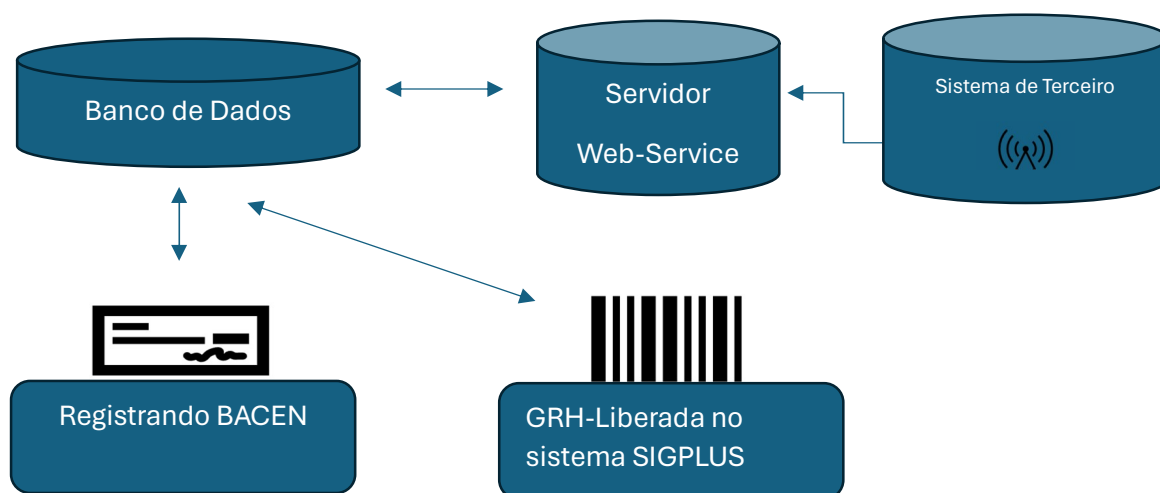 Banco de Dados
Servidor
Web-Service
Sistema de Terceiro
Registrando BACEN
GRH-Liberada no
sistema SIGPLUS